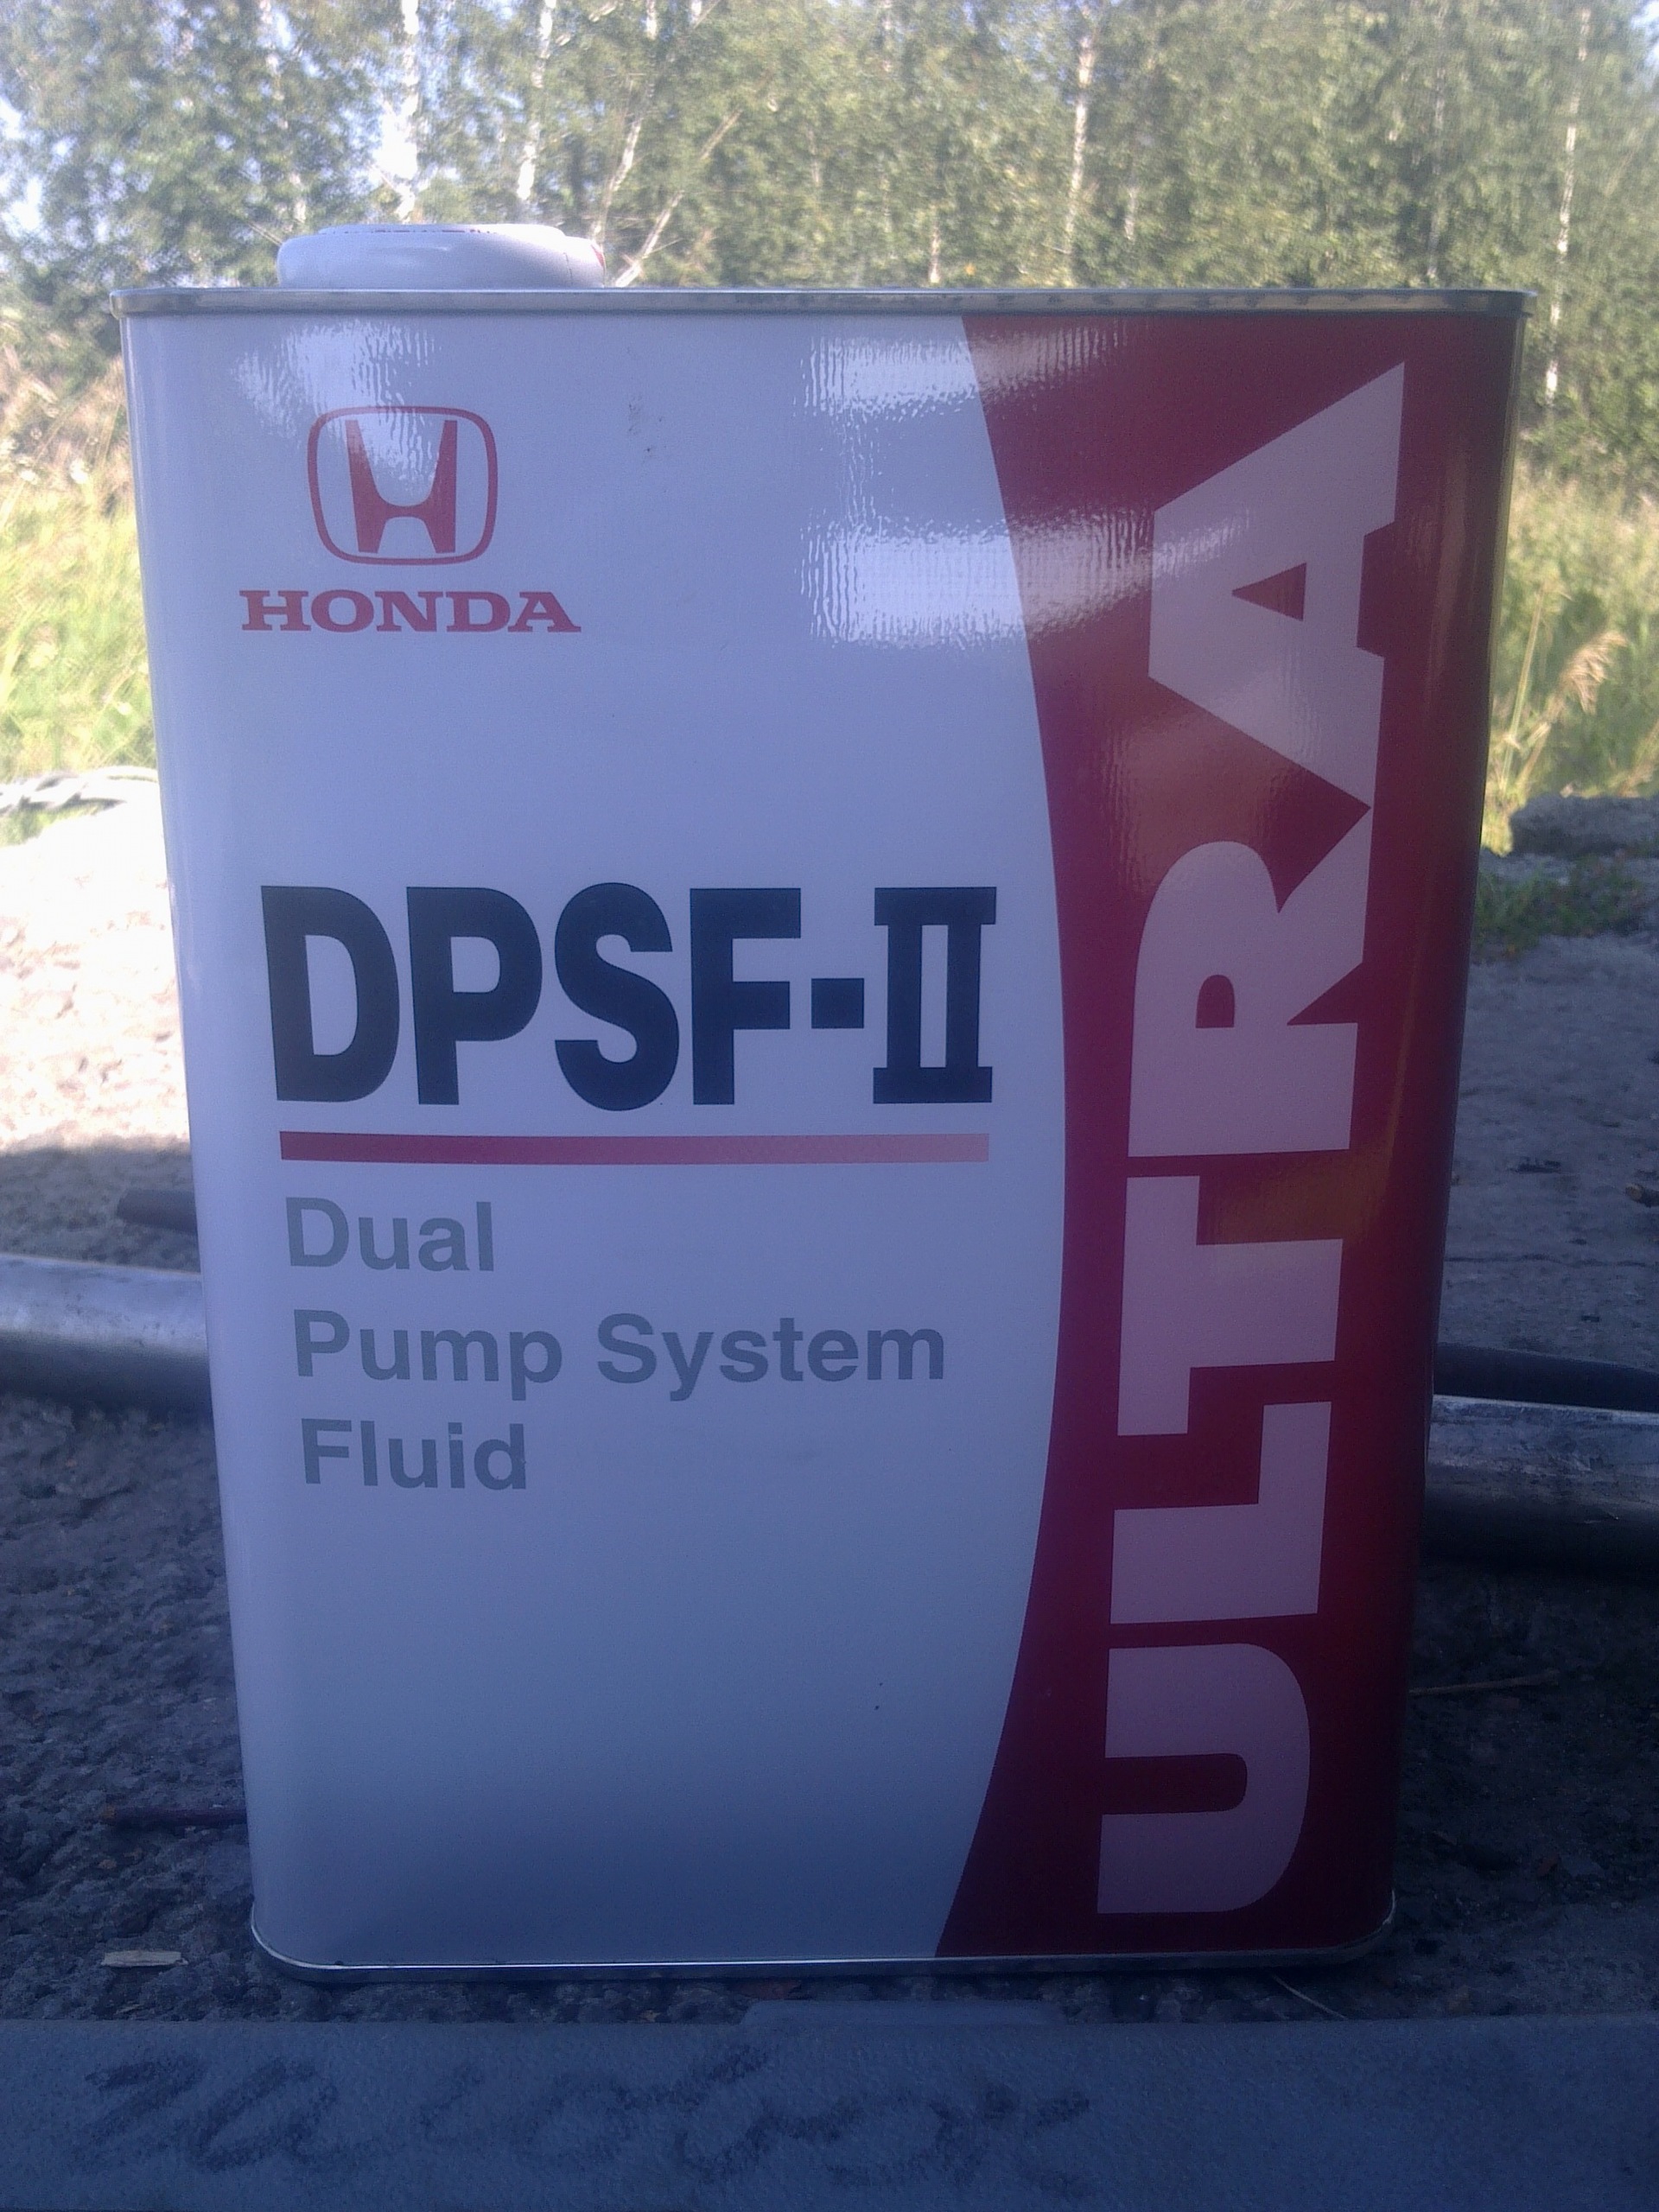 HONDA
DPSF-II
Dual
Pump System
Fluid
ULTRA